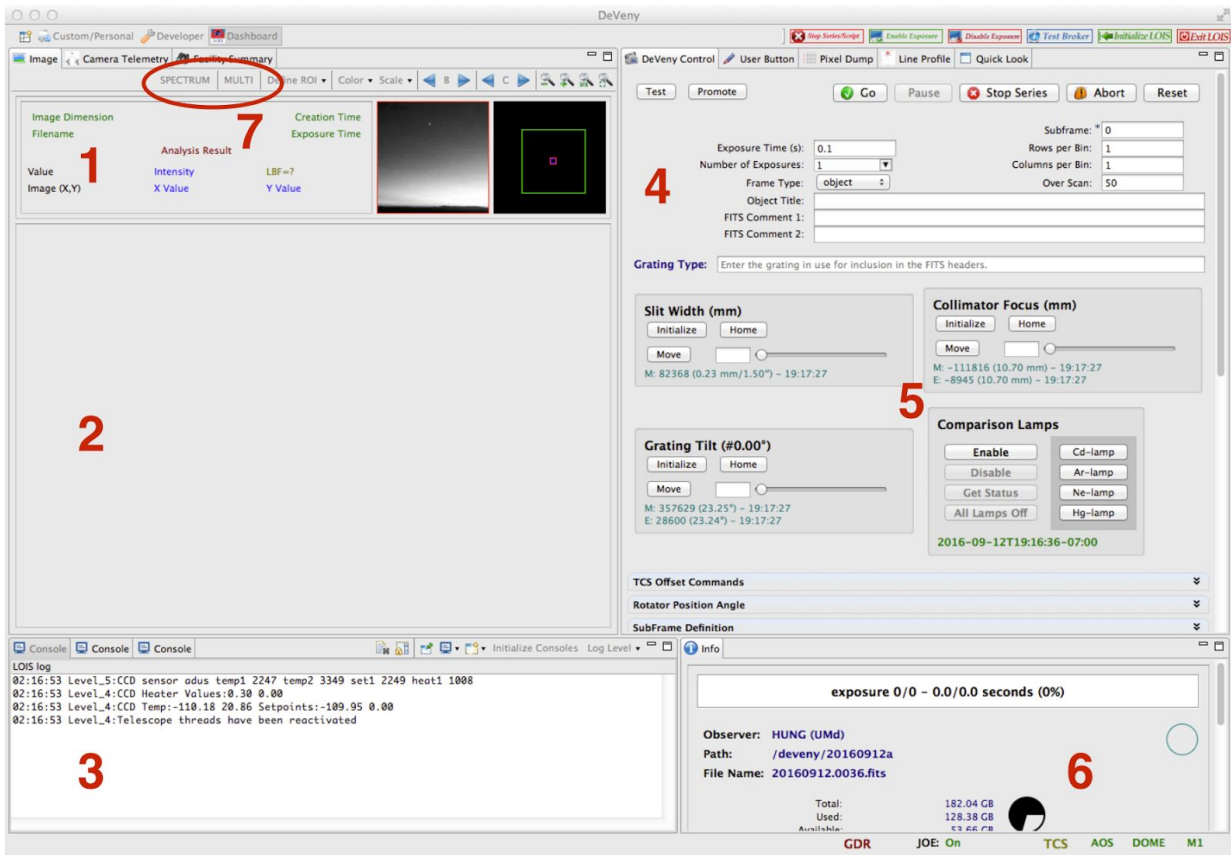 DeVeny
Custom/Personal Developer Dashboard
Stop Series/Script Enable Exposure Disable Exposure Test Broker Initialize LOIS Exit LOIS
Image Camera Telemetry Facility Summary
SPECTRUM MULTI Define ROI Color Scale B C
7
Image Dimension Creation Time
Filename Exposure Time
Analysis Result
1
Value Intensity LBF=?
Image (X,Y) X Value Y Value
2
DeVeny Control User Button Pixel Dump Line Profile Quick Look
Test Promote Go Pause Stop Series Abort Reset
Subframe: * 0
Exposure Time (s): 0.1 Rows per Bin: 1
Number of Exposures: 1 Columns per Bin: 1
4
Frame Type: object Over Scan: 50
Object Title:
FITS Comment 1:
FITS Comment 2:
Grating Type: Enter the grating in use for inclusion in the FITS headers.
Slit Width (mm)
Initialize Home
Move
M: 82368 (0.23 mm/1.50") - 19:17:27
Collimator Focus (mm)
Initialize Home
Move
M: -111816 (10.70 mm) - 19:17:27
E: -8945 (10.70 mm) - 19:17:27
5
Grating Tilt (#0.00°)
Initialize Home
Move
M: 357629 (23.25°) - 19:17:27
E: 28600 (23.24°) - 19:17:27
Comparison Lamps
Enable Cd-lamp
Disable Ar-lamp
Get Status Ne-lamp
All Lamps Off Hg-lamp
2016-09-12T19:16:36-07:00
TCS Offset Commands
Rotator Position Angle
SubFrame Definition
Console Console Console Initialize Consoles Log Level
LOIS log
02:16:53 Level_5:CCD sensor adus temp1 2247 temp2 3349 set1 2249 heat1 1008
02:16:53 Level_4:CCD Heater Values:0.30 0.00
02:16:53 Level_4:CCD Temp:-110.18 20.86 Setpoints:-109.95 0.00
02:16:53 Level_4:Telescope threads have been reactivated
3
Info
exposure 0/0 - 0.0/0.0 seconds (0%)
Observer: HUNG (UMd)
Path: /deveny/20160912a
File Name: 20160912.0036.fits
6
Total: 182.04 GB
Used: 128.38 GB
Available: 53.66 GB
GDR JOE: On TCS AOS DOME M1